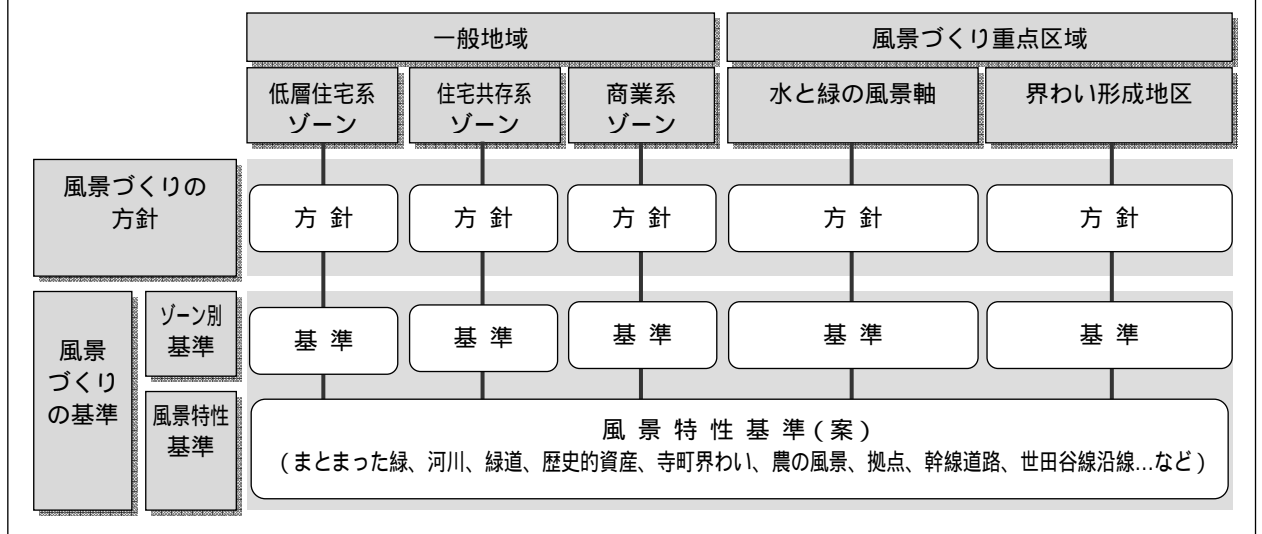 一般地域
風景づくり重点区域
低層住宅系
ゾーン
住宅共存系
ゾーン
商業系
ゾーン
水と緑の風景軸
界わい形成地区
風景づくりの
方針
方 針
方 針
方 針
方 針
方 針
風景
づくり
の基準
ゾーン別
基準
基 準
基 準
基 準
基 準
基 準
風景特性
基準
風 景 特 性 基 準 ( 案 )
( まとまった緑、河川、緑道、歴史的資産、寺町界わい、農の風景、拠点、幹線道路、世田谷線沿線…など )